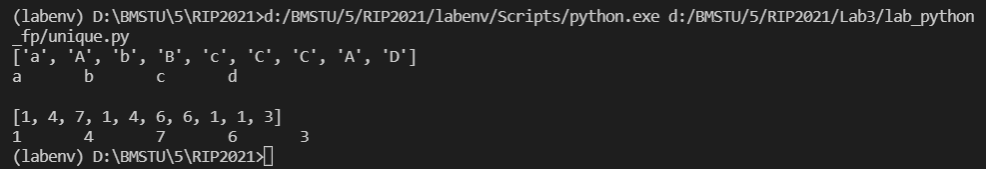 (labenv) D:\BMSTU\5\RIP2021>d:/BMSTU/5/RIP2021/labenv/Scripts/python.exe d:/BMSTU/5/RIP2021/Lab3/lab_python
_fp/unique.py
['a', 'A', 'b', 'B', 'c', 'C', 'C', 'A', 'D']
a      b      c      d
[1, 4, 7, 1, 4, 6, 6, 1, 1, 3]
1      4      7      6      3
(labenv) D:\BMSTU\5\RIP2021>